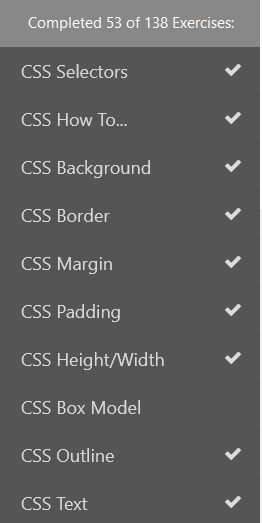 Completed 53 of 138 Exercises:
CSS Selectors
CSS How To...
CSS Background
CSS Border
CSS Margin
CSS Padding
CSS Height/Width
CSS Box Model
CSS Outline
CSS Text